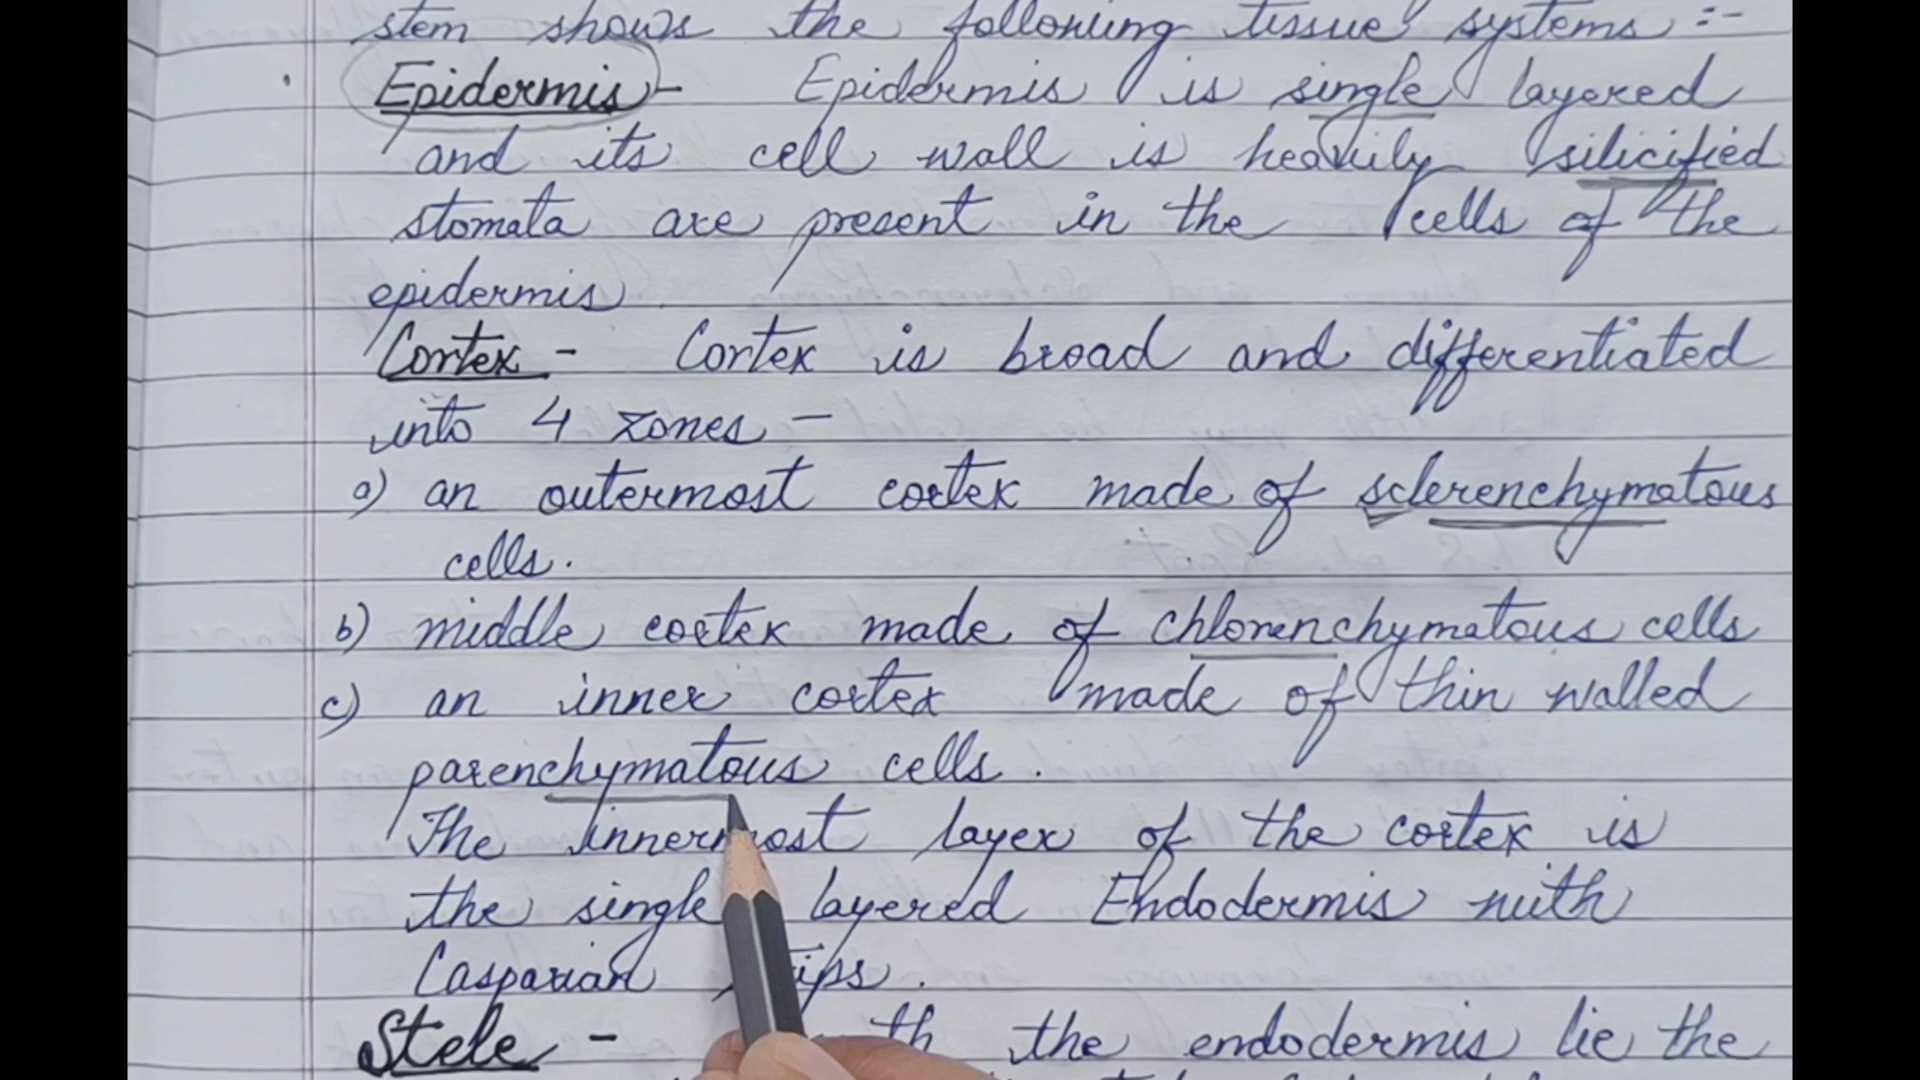 stem shows the following tissue systems :-
Epidermis - Epidermis is single layered
and its cell wall is heavily silicified
stomata are present in the cells of the
epidermis.
Cortex - Cortex is broad and differentiated
into 4 zones -
a) an outermost cortex made of sclerenchymatous
cells.
b) middle cortex made of chlorenchymatous cells
c) an inner cortex made of thin walled
parenchymatous cells.
The innermost layer of the cortex is
the single layered Endodermis with
Casparian
Stele - the endodermis lie the